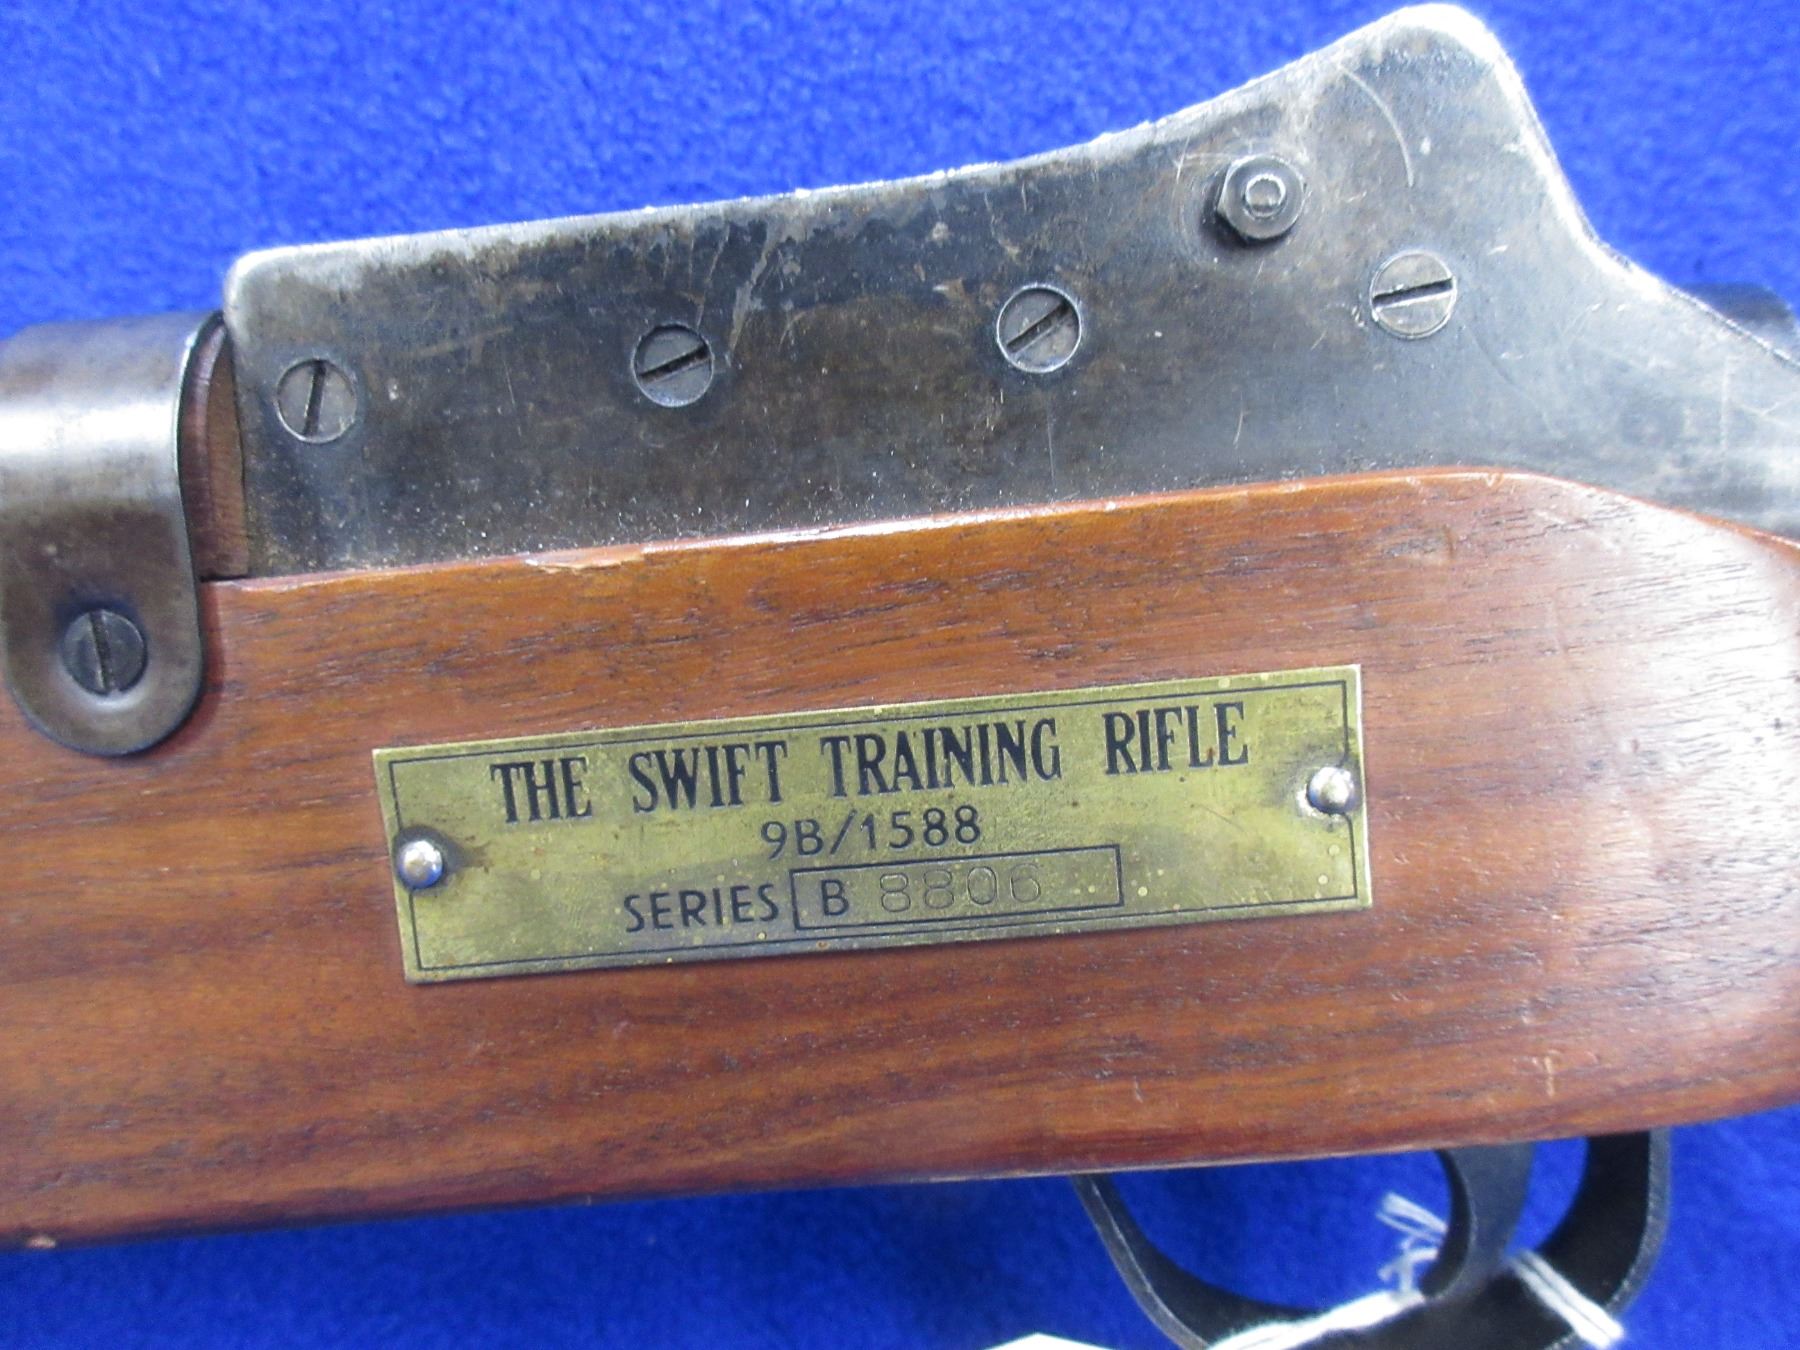 THE SWIFT TRAINING RIFLE
9B/1588
SERIES B 8806